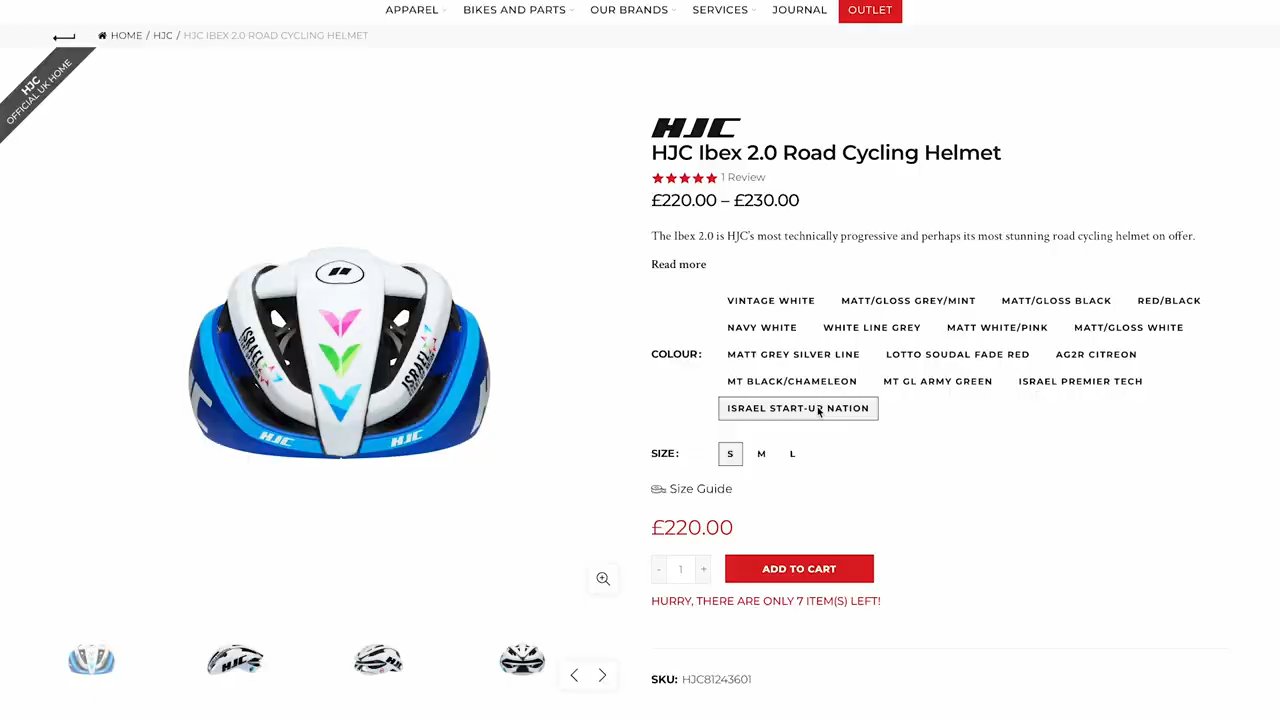 APPAREL BIKES AND PARTS OUR BRANDS SERVICES JOURNAL OUTLET
HOME / HJC / HJC IBEX 2.0 ROAD CYCLING HELMET
HJC
OFFICIAL UK HOME
HJC
HJC Ibex 2.0 Road Cycling Helmet
1 Review
£220.00 – £230.00
The Ibex 2.0 is HJC's most technically progressive and perhaps its most stunning road cycling helmet on offer.
Read more
COLOUR:
VINTAGE WHITE MATT/GLOSS GREY/MINT MATT/GLOSS BLACK RED/BLACK
NAVY WHITE WHITE LINE GREY MATT WHITE/PINK MATT/GLOSS WHITE
MATT GREY SILVER LINE LOTTO SOUDAL FADE RED AG2R CITREON
MT BLACK/CHAMELEON MT GL ARMY GREEN ISRAEL PREMIER TECH
ISRAEL START-UP NATION
SIZE: S M L
Size Guide
£220.00
- 1 + ADD TO CART
HURRY, THERE ARE ONLY 7 ITEM(S) LEFT!
SKU: HJC81243601
ISRAEL
ISRAEL
HJC
HJC
HJC